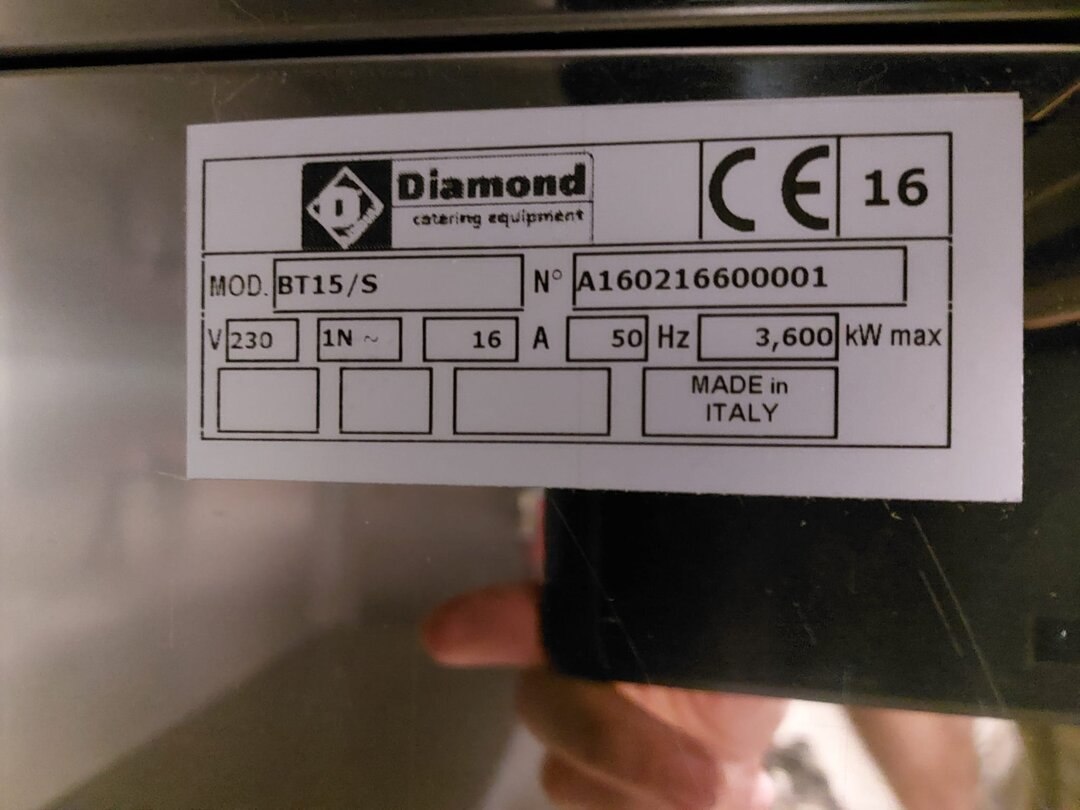 D Diamond
catering equipment
CE 16
MOD. BT15/S N° A160216600001
V 230 1N ~ 16 A 50 Hz 3,600 kW max
MADE in
ITALY